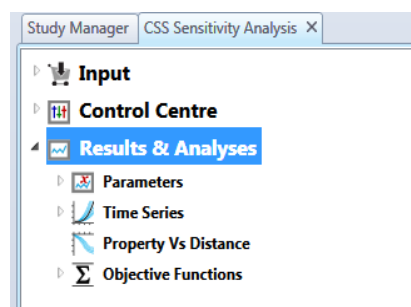 Study Manager CSS Sensitivity Analysis X
Input
Control Centre
Results & Analyses
Parameters
Time Series
Property Vs Distance
Objective Functions